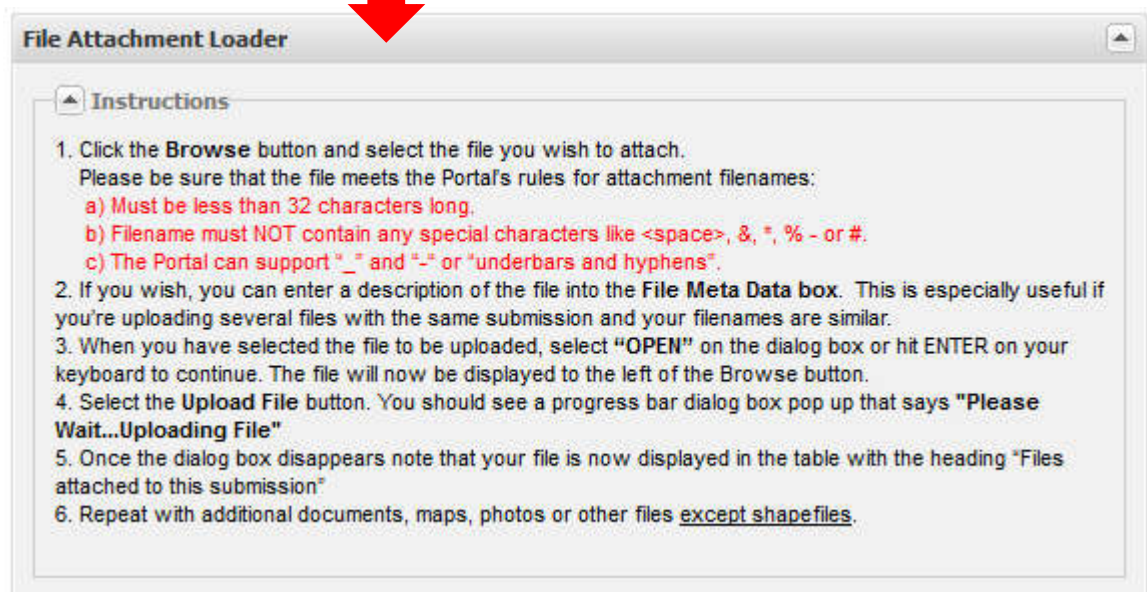 File Attachment Loader
Instructions
1. Click the Browse button and select the file you wish to attach.
Please be sure that the file meets the Portal's rules for attachment filenames:
a) Must be less than 32 characters long.
b) Filename must NOT contain any special characters like <space>, &, *, % - or #.
c) The Portal can support “_” and “-” or “underbars and hyphens”.
2. If you wish, you can enter a description of the file into the File Meta Data box.  This is especially useful if
you're uploading several files with the same submission and your filenames are similar.
3. When you have selected the file to be uploaded, select “OPEN” on the dialog box or hit ENTER on your
keyboard to continue. The file will now be displayed to the left of the Browse button.
4. Select the Upload File button. You should see a progress bar dialog box pop up that says "Please
Wait...Uploading File"
5. Once the dialog box disappears note that your file is now displayed in the table with the heading “Files
attached to this submission”
6. Repeat with additional documents, maps, photos or other files except shapefiles.